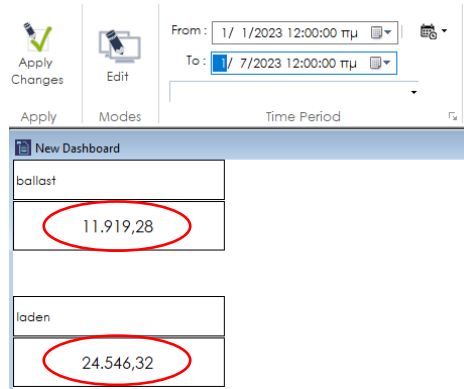 From : 1/ 1/2023 12:00:00 πμ
To : 1/ 7/2023 12:00:00 πμ
Apply Changes
Edit
Apply
Modes
Time Period
New Dashboard
ballast
11.919,28
laden
24.546,32